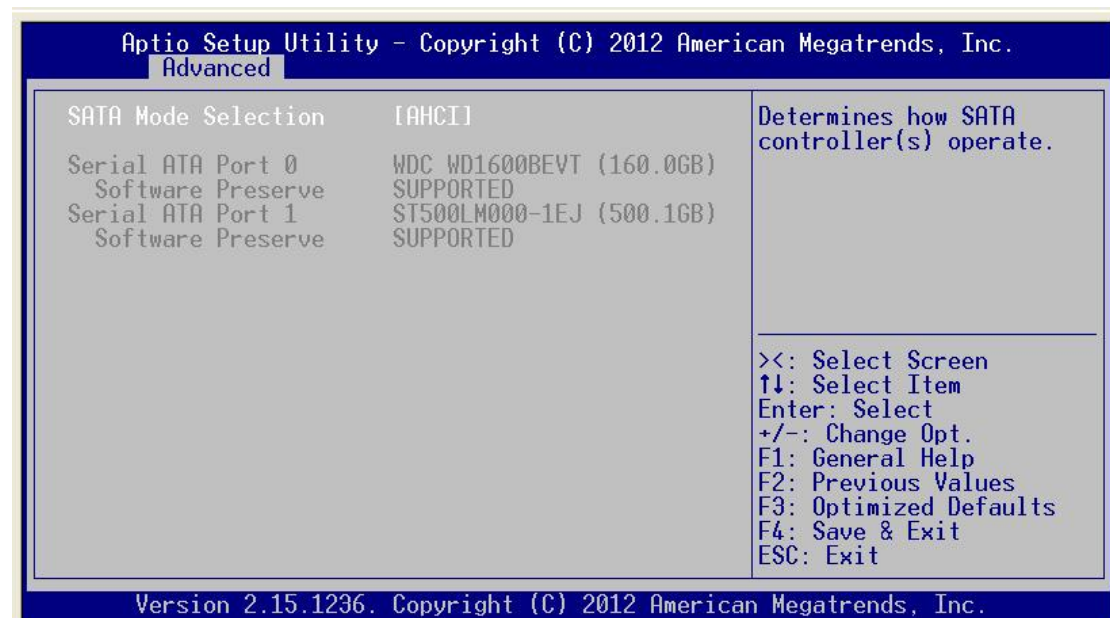 Aptio Setup Utility - Copyright (C) 2012 American Megatrends, Inc.
Advanced
SATA Mode Selection [AHCI]
Serial ATA Port 0 WDC WD1600BEVT (160.0GB)
Software Preserve SUPPORTED
Serial ATA Port 1 ST500LM000-1EJ (500.1GB)
Software Preserve SUPPORTED
Determines how SATA
controller(s) operate.
><: Select Screen
↑↓: Select Item
Enter: Select
+/-: Change Opt.
F1: General Help
F2: Previous Values
F3: Optimized Defaults
F4: Save & Exit
ESC: Exit
Version 2.15.1236. Copyright (C) 2012 American Megatrends, Inc.